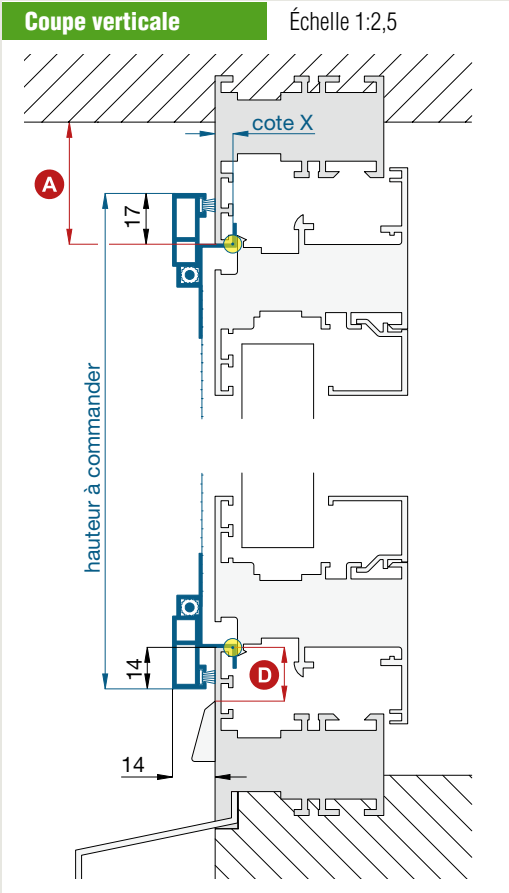 Coupe verticale
Échelle 1:2,5
cote X
A
17
hauteur à commander
14
D
14